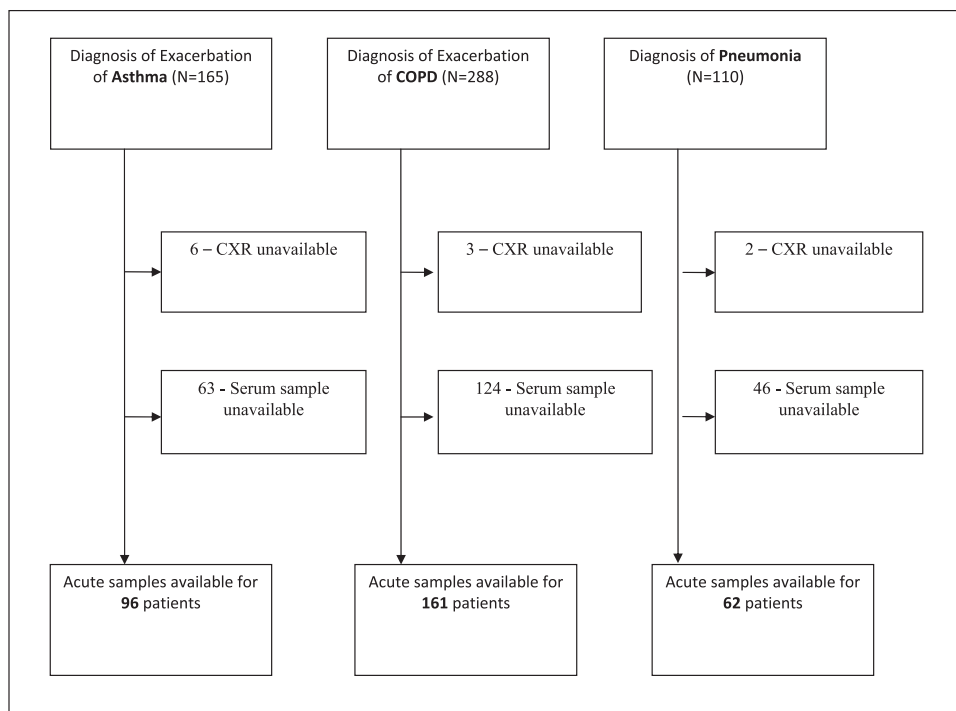 Diagnosis of Exacerbation
of Asthma (N=165)
Diagnosis of Exacerbation
of COPD (N=288)
Diagnosis of Pneumonia
(N=110)
6 – CXR unavailable
3 – CXR unavailable
2 – CXR unavailable
63 - Serum sample
unavailable
124 - Serum sample
unavailable
46 - Serum sample
unavailable
Acute samples available for
96 patients
Acute samples available for
161 patients
Acute samples available for
62 patients